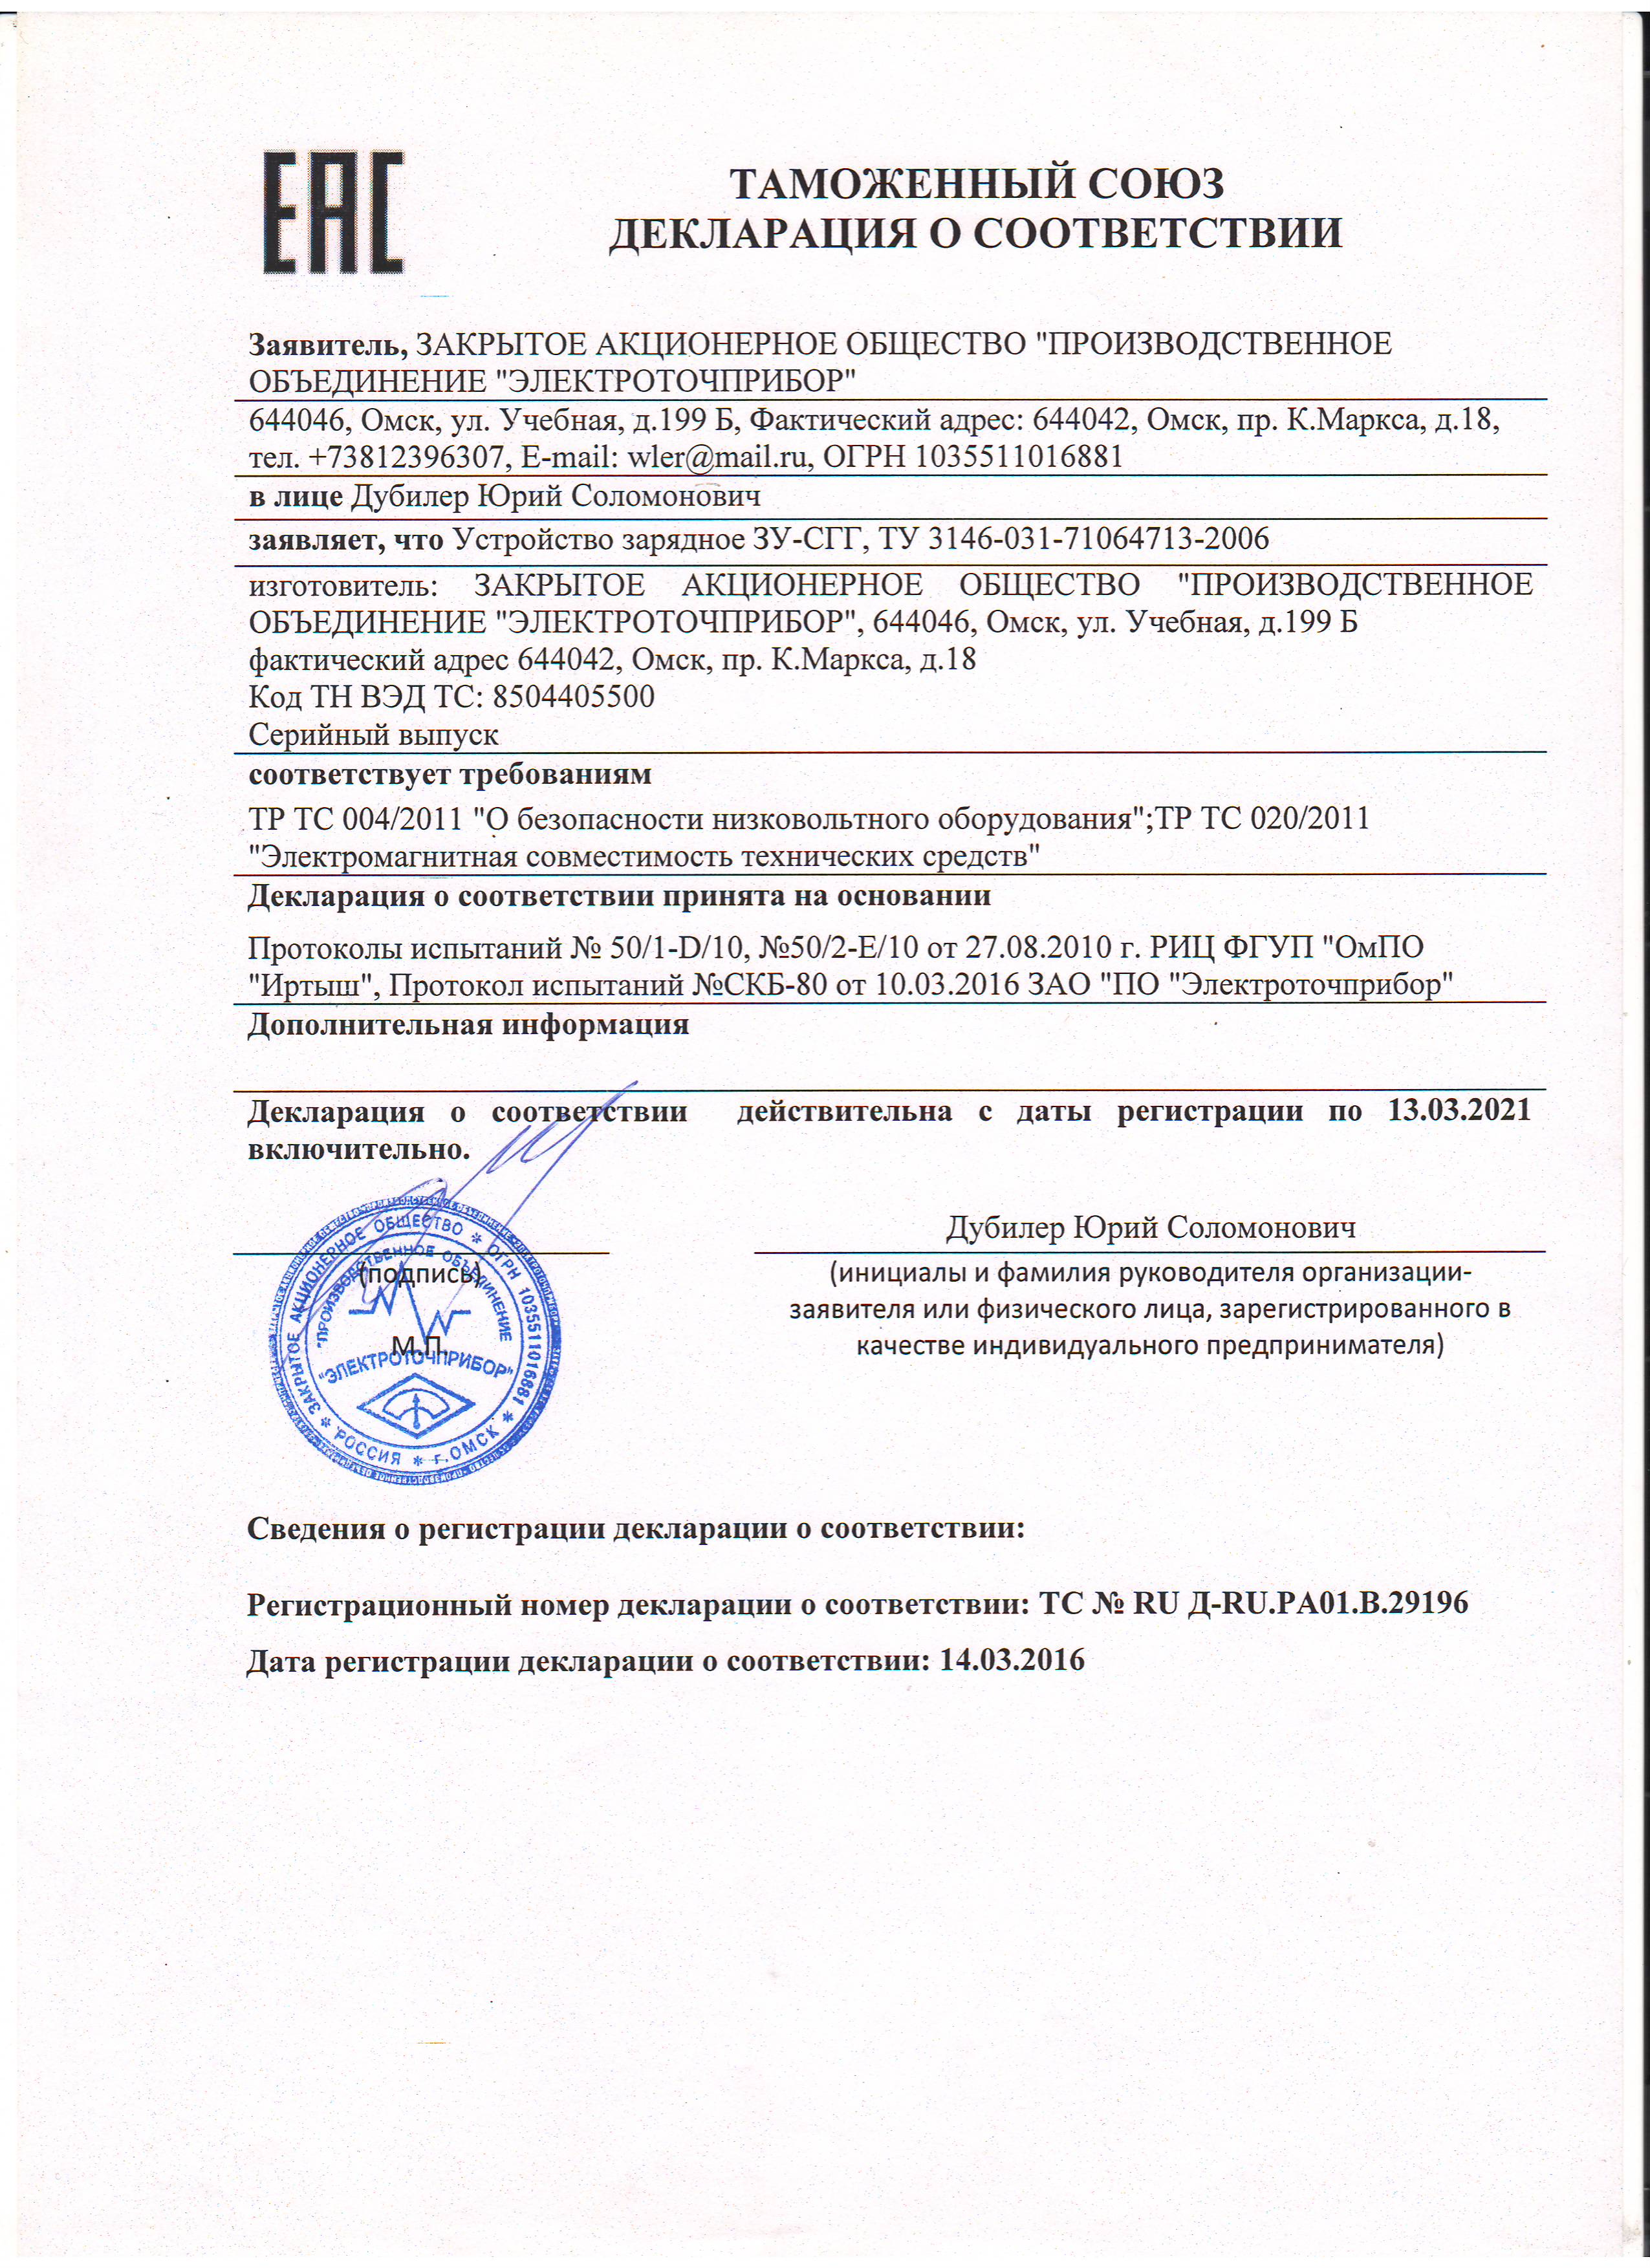 EAC
ТАМОЖЕННЫЙ СОЮЗ
ДЕКЛАРАЦИЯ О СООТВЕТСТВИИ
Заявитель, ЗАКРЫТОЕ АКЦИОНЕРНОЕ ОБЩЕСТВО "ПРОИЗВОДСТВЕННОЕ
ОБЪЕДИНЕНИЕ "ЭЛЕКТРОТОЧПРИБОР"
644046, Омск, ул. Учебная, д.199 Б, Фактический адрес: 644042, Омск, пр. К.Маркса, д.18,
тел. +73812396307, E-mail: wler@mail.ru, ОГРН 1035511016881
в лице Дубилер Юрий Соломонович
заявляет, что Устройство зарядное ЗУ-СГГ, ТУ 3146-031-71064713-2006
изготовитель: ЗАКРЫТОЕ АКЦИОНЕРНОЕ ОБЩЕСТВО "ПРОИЗВОДСТВЕННОЕ
ОБЪЕДИНЕНИЕ "ЭЛЕКТРОТОЧПРИБОР", 644046, Омск, ул. Учебная, д.199 Б
фактический адрес 644042, Омск, пр. К.Маркса, д.18
Код ТН ВЭД ТС: 8504405500
Серийный выпуск
соответствует требованиям
ТР ТС 004/2011 "О безопасности низковольтного оборудования";ТР ТС 020/2011
"Электромагнитная совместимость технических средств"
Декларация о соответствии принята на основании
Протоколы испытаний № 50/1-D/10, №50/2-E/10 от 27.08.2010 г. РИЦ ФГУП "ОмПО
"Иртыш", Протокол испытаний №СКБ-80 от 10.03.2016 ЗАО "ПО "Электроточприбор"
Дополнительная информация
Декларация о соответствии действительна с даты регистрации по 13.03.2021
включительно.
Дубилер Юрий Соломонович
(подпись)
М.П.
(инициалы и фамилия руководителя организации-
заявителя или физического лица, зарегистрированного в
качестве индивидуального предпринимателя)
ЗАКРЫТОЕ АКЦИОНЕРНОЕ ОБЩЕСТВО * ОГРН 1035511016881 *
"ПРОИЗВОДСТВЕННОЕ ОБЪЕДИНЕНИЕ
"ЭЛЕКТРОТОЧПРИБОР"
* РОССИЯ * г.ОМСК *
Сведения о регистрации декларации о соответствии:
Регистрационный номер декларации о соответствии: ТС № RU Д-RU.РА01.В.29196
Дата регистрации декларации о соответствии: 14.03.2016